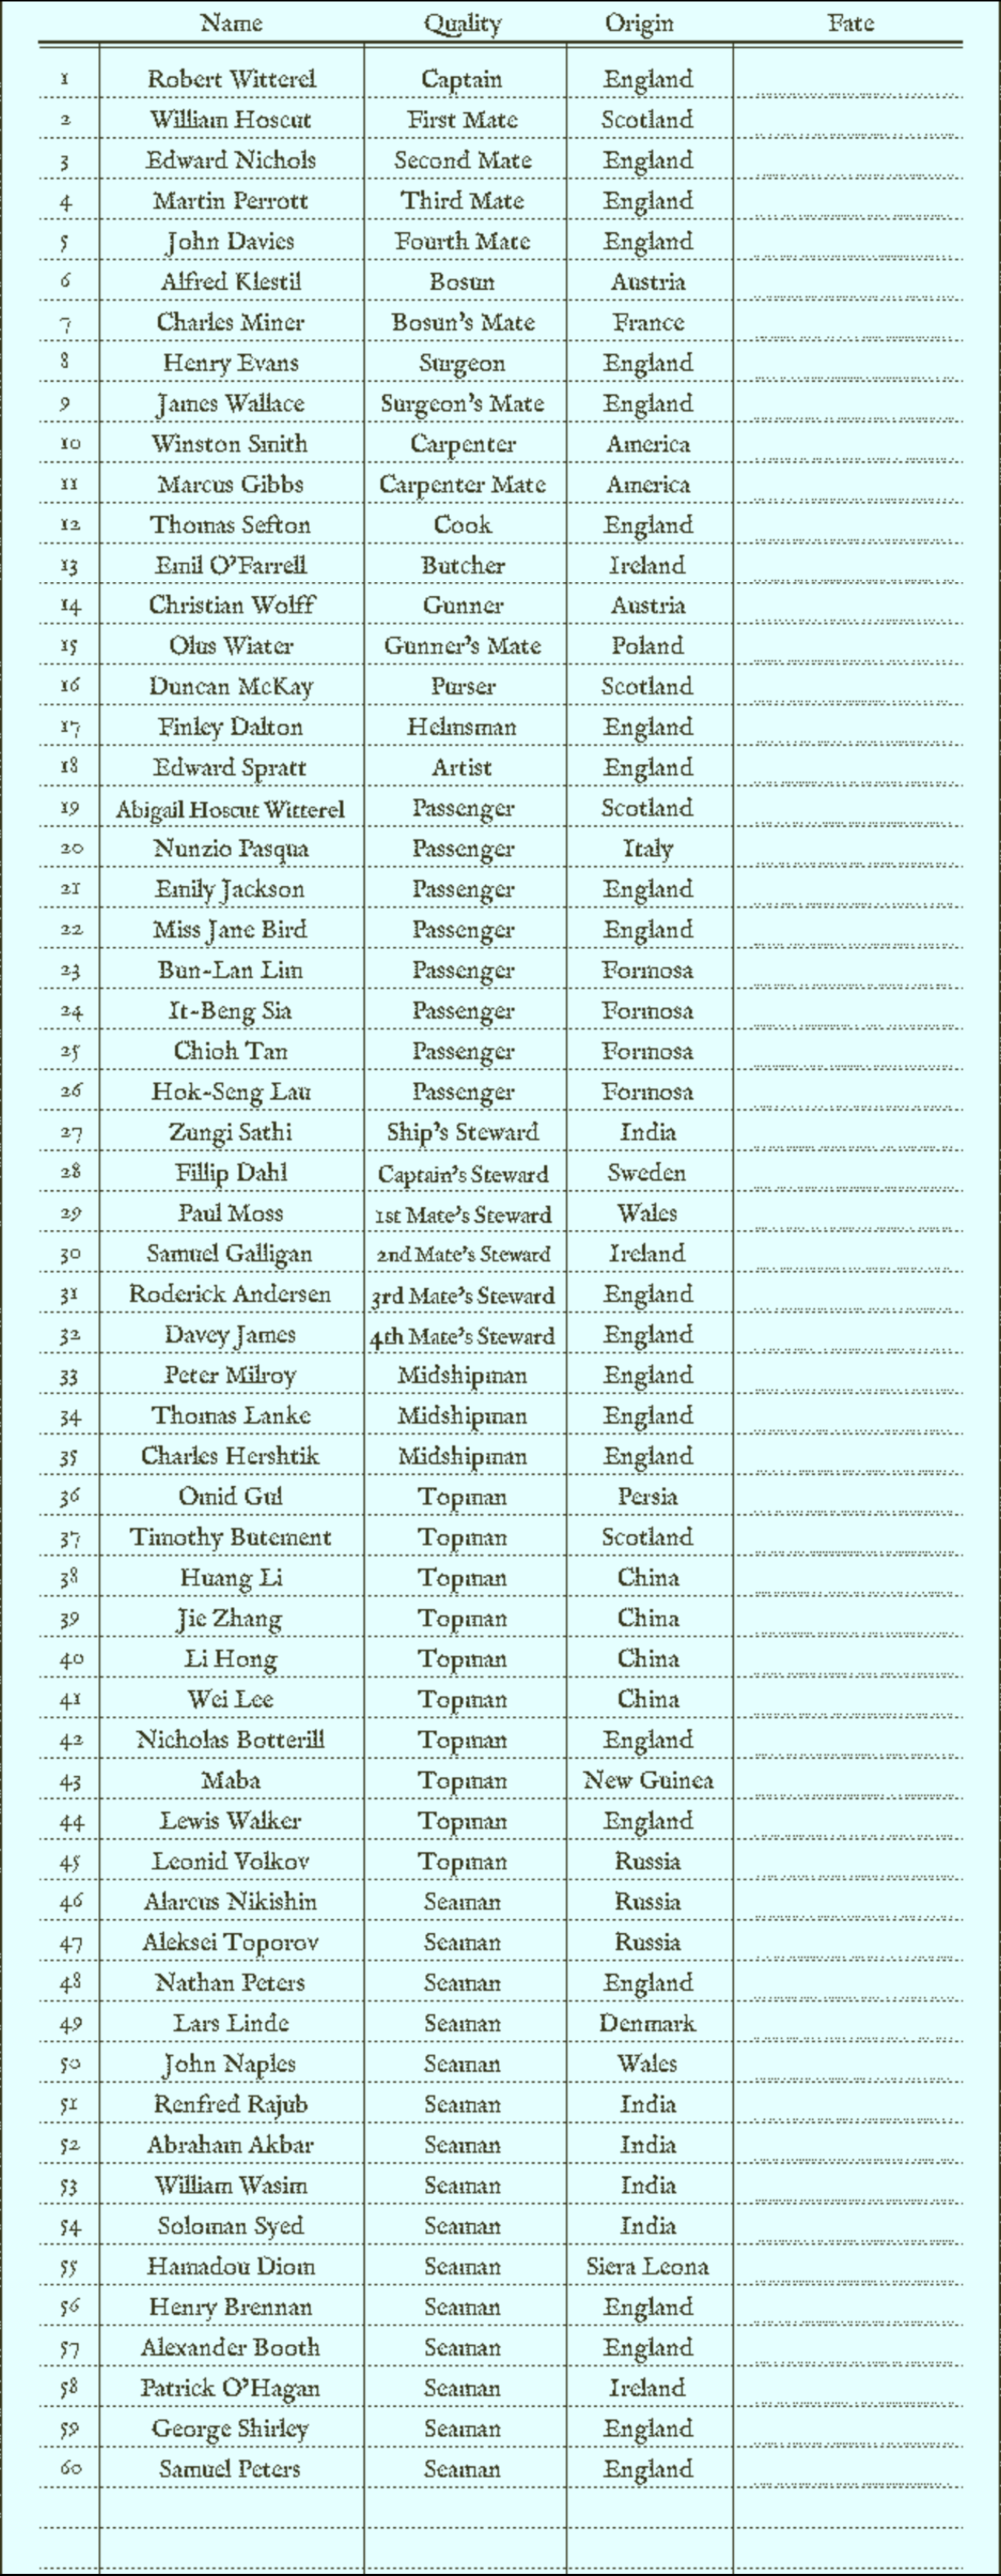 Name Quality Origin Fate
1 Robert Witterel Captain England
2 William Hoscut First Mate Scotland
3 Edward Nichols Second Mate England
4 Martin Perrott Third Mate England
5 John Davies Fourth Mate England
6 Alfred Klestil Bosun Austria
7 Charles Miner Bosun's Mate France
8 Henry Evans Surgeon England
9 James Wallace Surgeon's Mate England
10 Winston Smith Carpenter America
11 Marcus Gibbs Carpenter Mate America
12 Thomas Sefton Cook England
13 Emil O'Farrell Butcher Ireland
14 Christian Wolff Gunner Austria
15 Olus Wiater Gunner's Mate Poland
16 Duncan McKay Purser Scotland
17 Finley Dalton Helmsman England
18 Edward Spratt Artist England
19 Abigail Hoscut Witterel Passenger Scotland
20 Nunzio Pasqua Passenger Italy
21 Emily Jackson Passenger England
22 Miss Jane Bird Passenger England
23 Bun-Lan Lim Passenger Formosa
24 It-Beng Sia Passenger Formosa
25 Chioh Tan Passenger Formosa
26 Hok-Seng Lau Passenger Formosa
27 Zungi Sathi Ship's Steward India
28 Fillip Dahl Captain's Steward Sweden
29 Paul Moss 1st Mate's Steward Wales
30 Samuel Galligan 2nd Mate's Steward Ireland
31 Roderick Andersen 3rd Mate's Steward England
32 Davey James 4th Mate's Steward England
33 Peter Milroy Midshipman England
34 Thomas Lanke Midshipman England
35 Charles Hershtik Midshipman England
36 Omid Gul Topman Persia
37 Timothy Butement Topman Scotland
38 Huang Li Topman China
39 Jie Zhang Topman China
40 Li Hong Topman China
41 Wei Lee Topman China
42 Nicholas Botterill Topman England
43 Maba Topman New Guinea
44 Lewis Walker Topman England
45 Leonid Volkov Topman Russia
46 Alarcus Nikishin Seaman Russia
47 Aleksei Toporov Seaman Russia
48 Nathan Peters Seaman England
49 Lars Linde Seaman Denmark
50 John Naples Seaman Wales
51 Renfred Rajub Seaman India
52 Abraham Akbar Seaman India
53 William Wasim Seaman India
54 Soloman Syed Seaman India
55 Hamadou Diom Seaman Siera Leona
56 Henry Brennan Seaman England
57 Alexander Booth Seaman England
58 Patrick O'Hagan Seaman Ireland
59 George Shirley Seaman England
60 Samuel Peters Seaman England